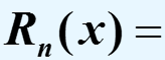 Rₙ(x) =